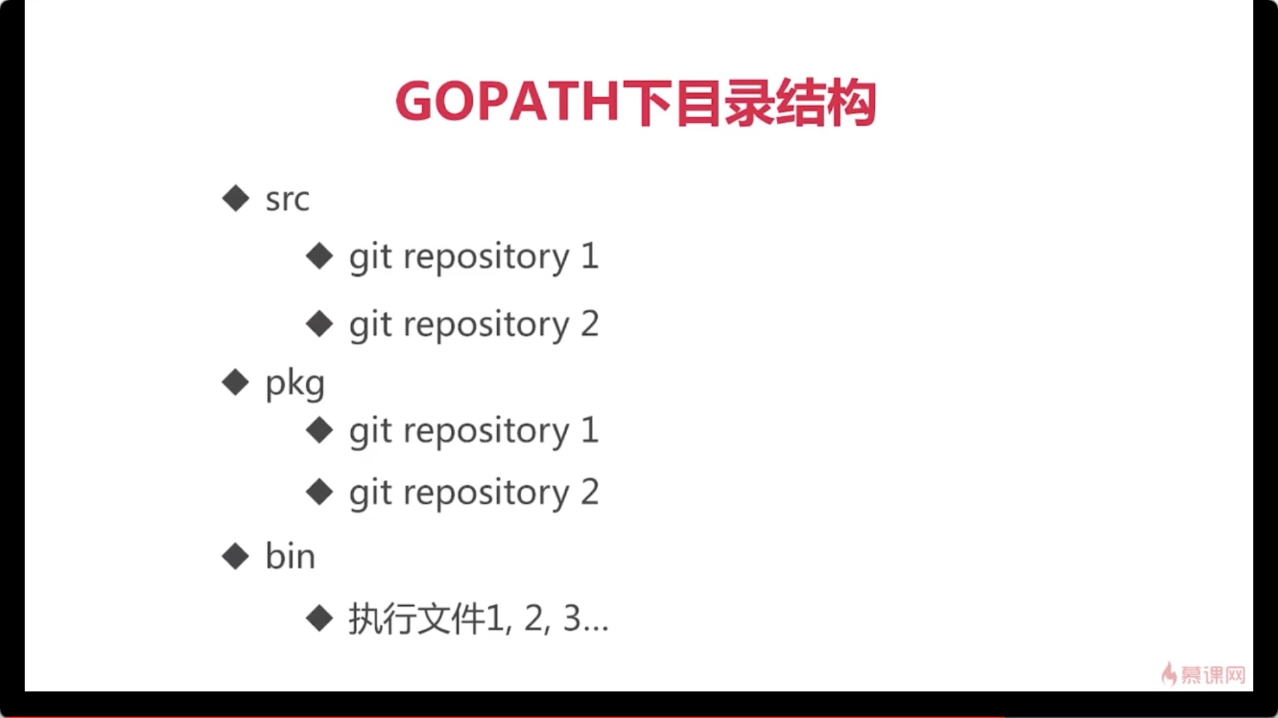 GOPATH下目录结构
src
git repository 1
git repository 2
pkg
git repository 1
git repository 2
bin
执行文件1, 2, 3...
慕课网